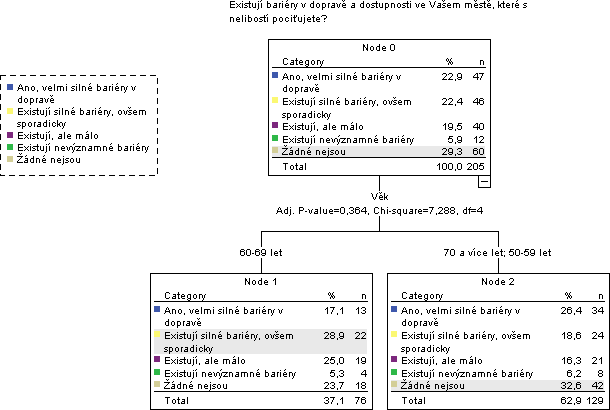 Existují bariéry v dopravě a dostupnosti ve Vašem městě, které s
nelibostí pociťujete?
Ano, velmi silné bariéry v
dopravě
Existují silné bariéry, ovšem
sporadicky
Existují, ale málo
Existují nevýznamné bariéry
Žádné nejsou
Node 0
Category % n
Ano, velmi silné bariéry v 22,9 47
dopravě
Existují silné bariéry, ovšem 22,4 46
sporadicky
Existují, ale málo 19,5 40
Existují nevýznamné bariéry 5,9 12
Žádné nejsou 29,3 60
Total 100,0 205
Věk
Adj. P-value=0,364, Chi-square=7,288, df=4
60-69 let
70 a více let; 50-59 let
Node 1
Category % n
Ano, velmi silné bariéry v 17,1 13
dopravě
Existují silné bariéry, ovšem 28,9 22
sporadicky
Existují, ale málo 25,0 19
Existují nevýznamné bariéry 5,3 4
Žádné nejsou 23,7 18
Total 37,1 76
Node 2
Category % n
Ano, velmi silné bariéry v 26,4 34
dopravě
Existují silné bariéry, ovšem 18,6 24
sporadicky
Existují, ale málo 16,3 21
Existují nevýznamné bariéry 6,2 8
Žádné nejsou 32,6 42
Total 62,9 129